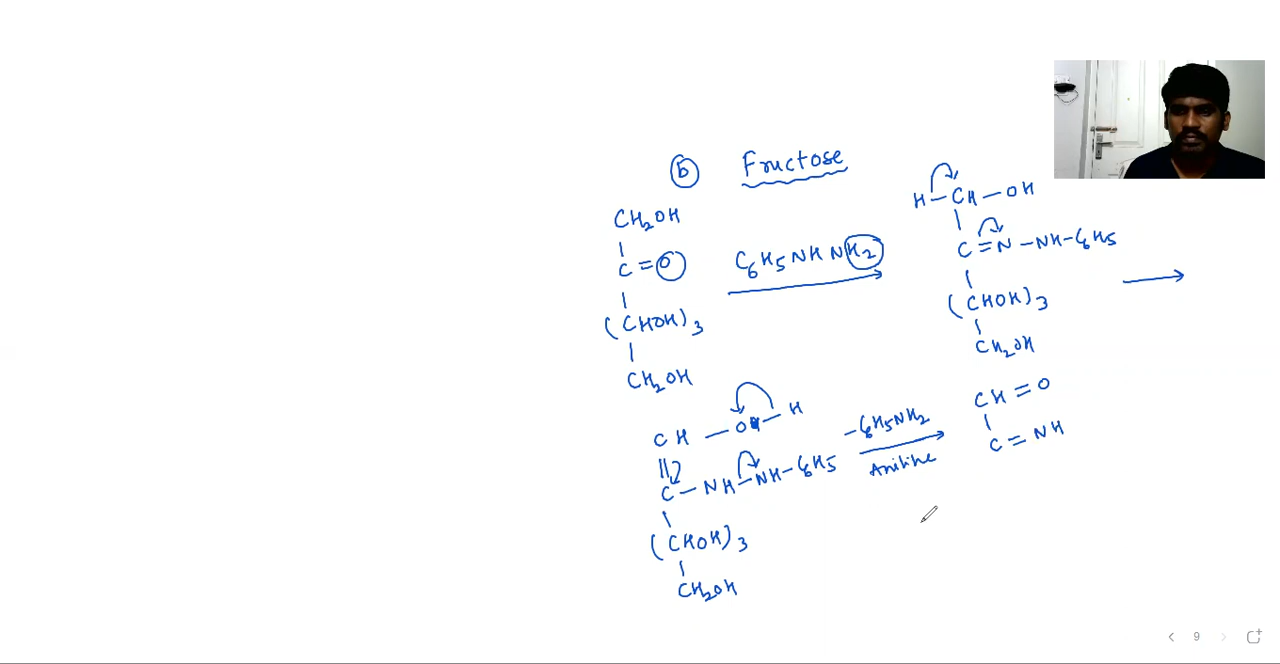 b Fructose
CH2OH
C=O
(CHOH)3
CH2OH
C6H5NHNH2
H-CH-OH
C=N-NH-C6H5
(CHOH)3
CH2OH
CH-O-H
C-NH-NH-C6H5
(CHOH)3
CH2OH
-C6H5NH2
Aniline
CH=O
C=NH
9